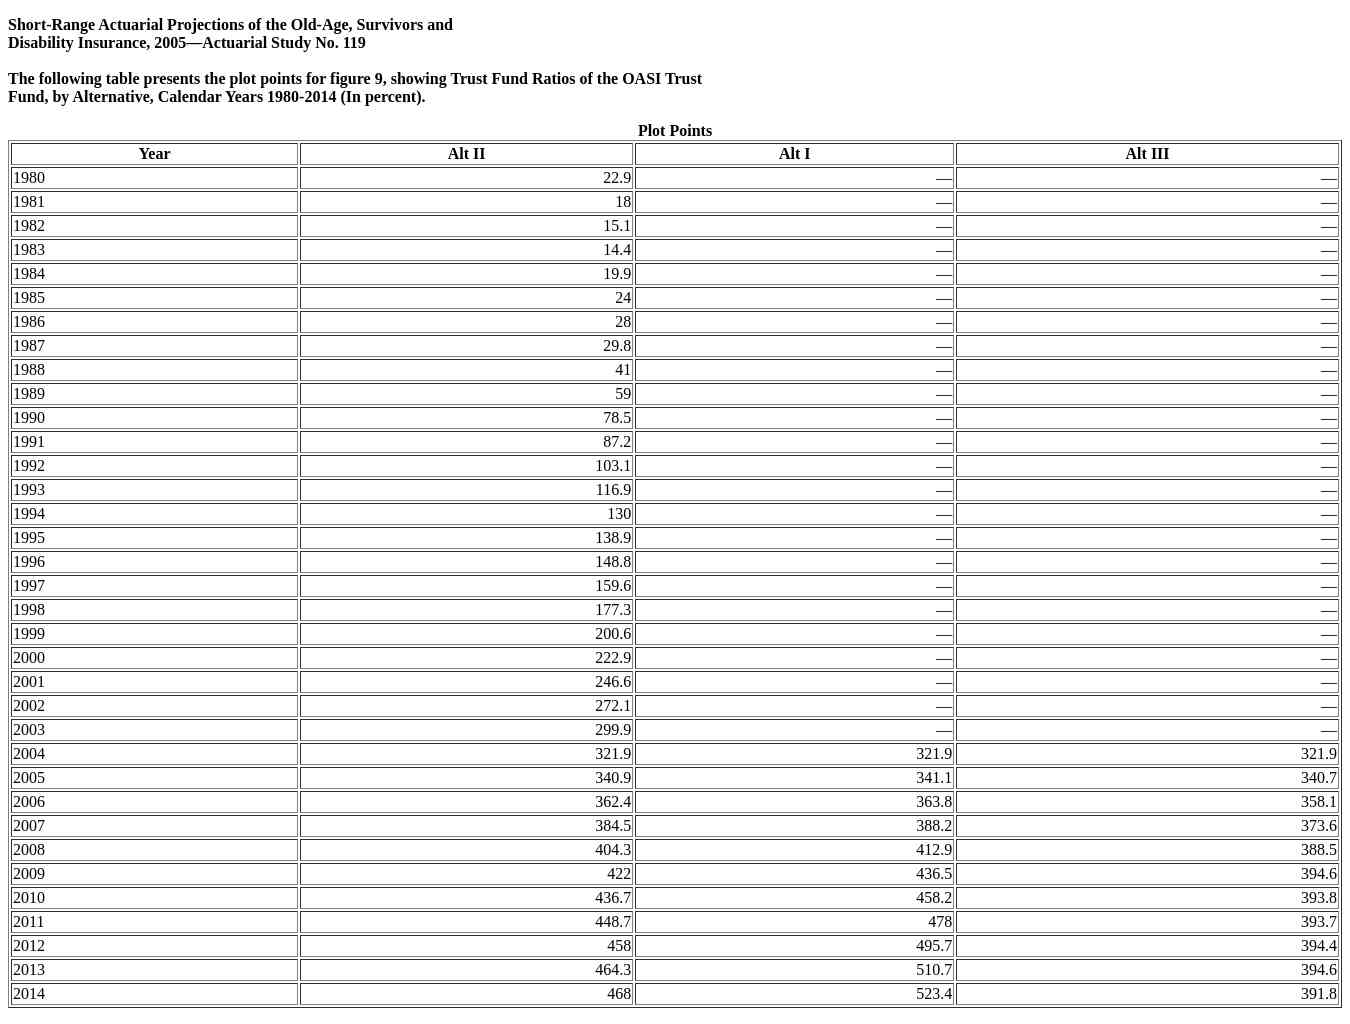 Short-Range Actuarial Projections of the Old-Age, Survivors and
Disability Insurance, 2005—Actuarial Study No. 119
The following table presents the plot points for figure 9, showing Trust Fund Ratios of the OASI Trust
Fund, by Alternative, Calendar Years 1980-2014 (In percent).
Plot Points
Year Alt II Alt I Alt III
1980 22.9 — —
1981 18 — —
1982 15.1 — —
1983 14.4 — —
1984 19.9 — —
1985 24 — —
1986 28 — —
1987 29.8 — —
1988 41 — —
1989 59 — —
1990 78.5 — —
1991 87.2 — —
1992 103.1 — —
1993 116.9 — —
1994 130 — —
1995 138.9 — —
1996 148.8 — —
1997 159.6 — —
1998 177.3 — —
1999 200.6 — —
2000 222.9 — —
2001 246.6 — —
2002 272.1 — —
2003 299.9 — —
2004 321.9 321.9 321.9
2005 340.9 341.1 340.7
2006 362.4 363.8 358.1
2007 384.5 388.2 373.6
2008 404.3 412.9 388.5
2009 422 436.5 394.6
2010 436.7 458.2 393.8
2011 448.7 478 393.7
2012 458 495.7 394.4
2013 464.3 510.7 394.6
2014 468 523.4 391.8